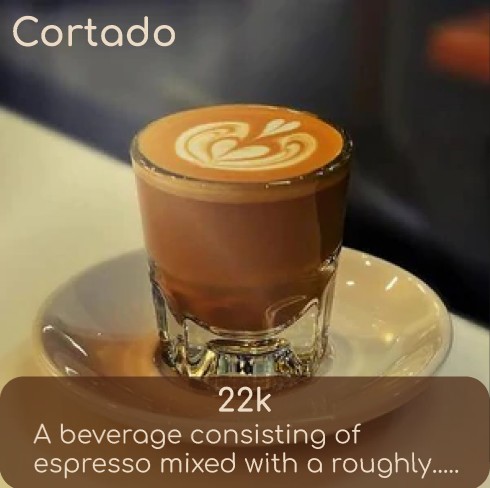 Cortado
22k
A beverage consisting of
espresso mixed with a roughly.....